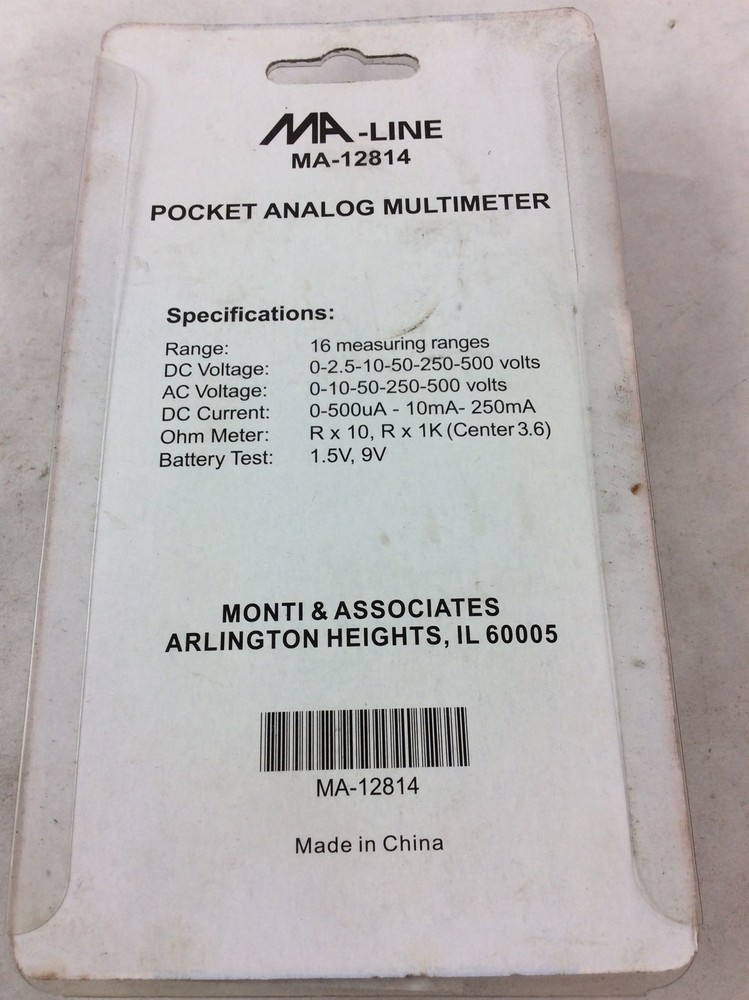 MA-LINE
MA-12814
POCKET ANALOG MULTIMETER
Specifications:
Range: 16 measuring ranges
DC Voltage: 0-2.5-10-50-250-500 volts
AC Voltage: 0-10-50-250-500 volts
DC Current: 0-500uA - 10mA- 250mA
Ohm Meter: R x 10, R x 1K (Center 3.6)
Battery Test: 1.5V, 9V
MONTI & ASSOCIATES
ARLINGTON HEIGHTS, IL 60005
MA-12814
Made in China